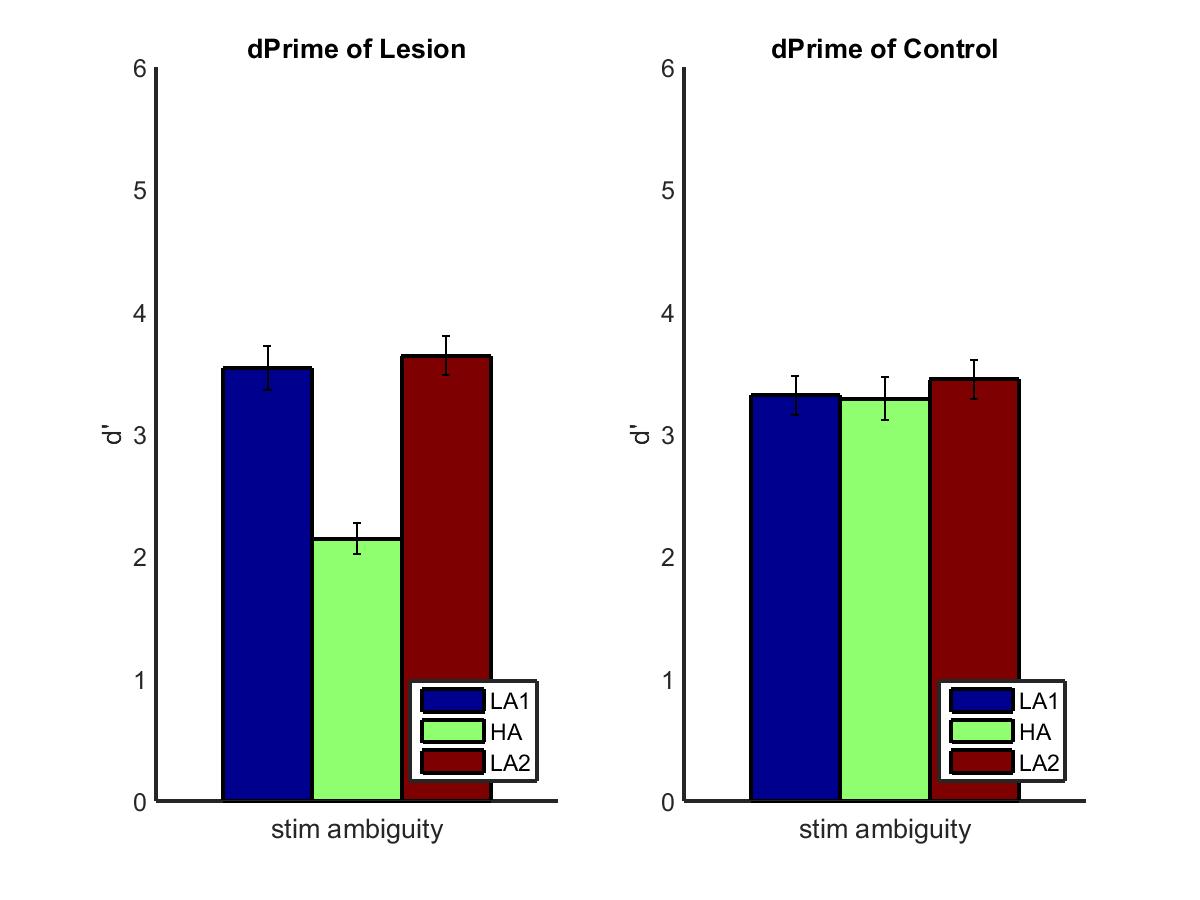 dPrime of Lesion
6
5
4
3
2
1
0
d'
stim ambiguity
LA1
HA
LA2
dPrime of Control
6
5
4
3
2
1
0
d'
stim ambiguity
LA1
HA
LA2